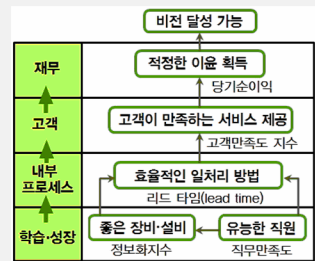 비전 달성 가능
재무
적정한 이윤 획득
당기순이익
고객
고객이 만족하는 서비스 제공
고객만족도 지수
내부
프로세스
효율적인 일처리 방법
리드 타임(lead time)
학습·성장
좋은 장비·설비
유능한 직원
정보화지수
직무만족도